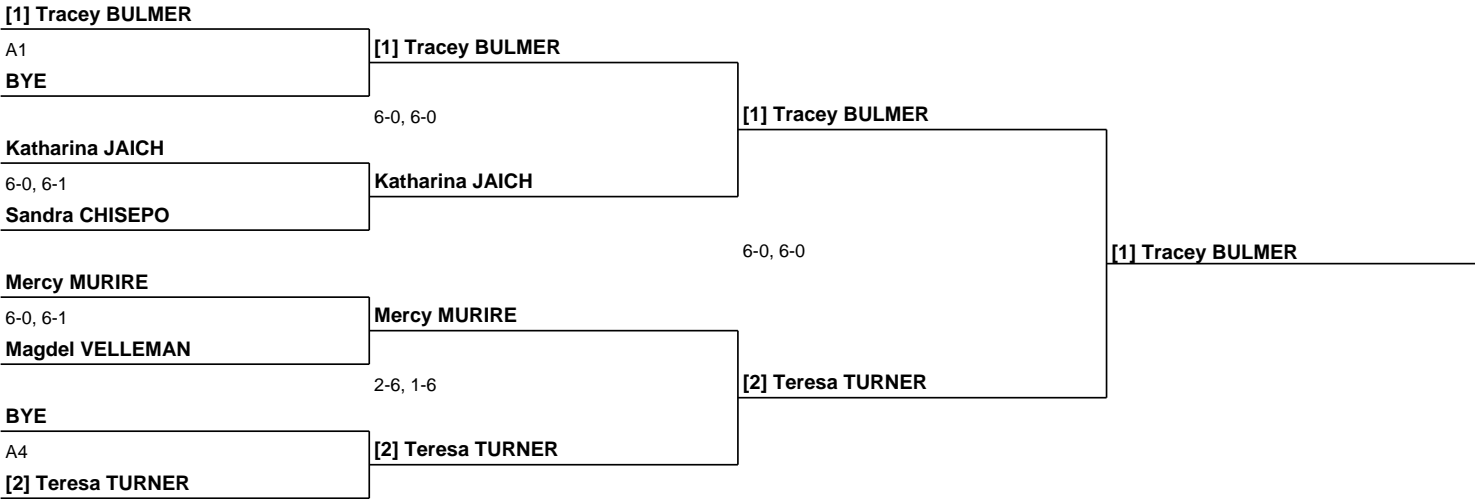 [1] Tracey BULMER
A1
BYE
Katharina JAICH
6-0, 6-1
Sandra CHISEPO
Mercy MURIRE
6-0, 6-1
Magdel VELLEMAN
BYE
A4
[2] Teresa TURNER
[1] Tracey BULMER
6-0, 6-0
Katharina JAICH
Mercy MURIRE
2-6, 1-6
[2] Teresa TURNER
[1] Tracey BULMER
6-0, 6-0
[2] Teresa TURNER
[1] Tracey BULMER